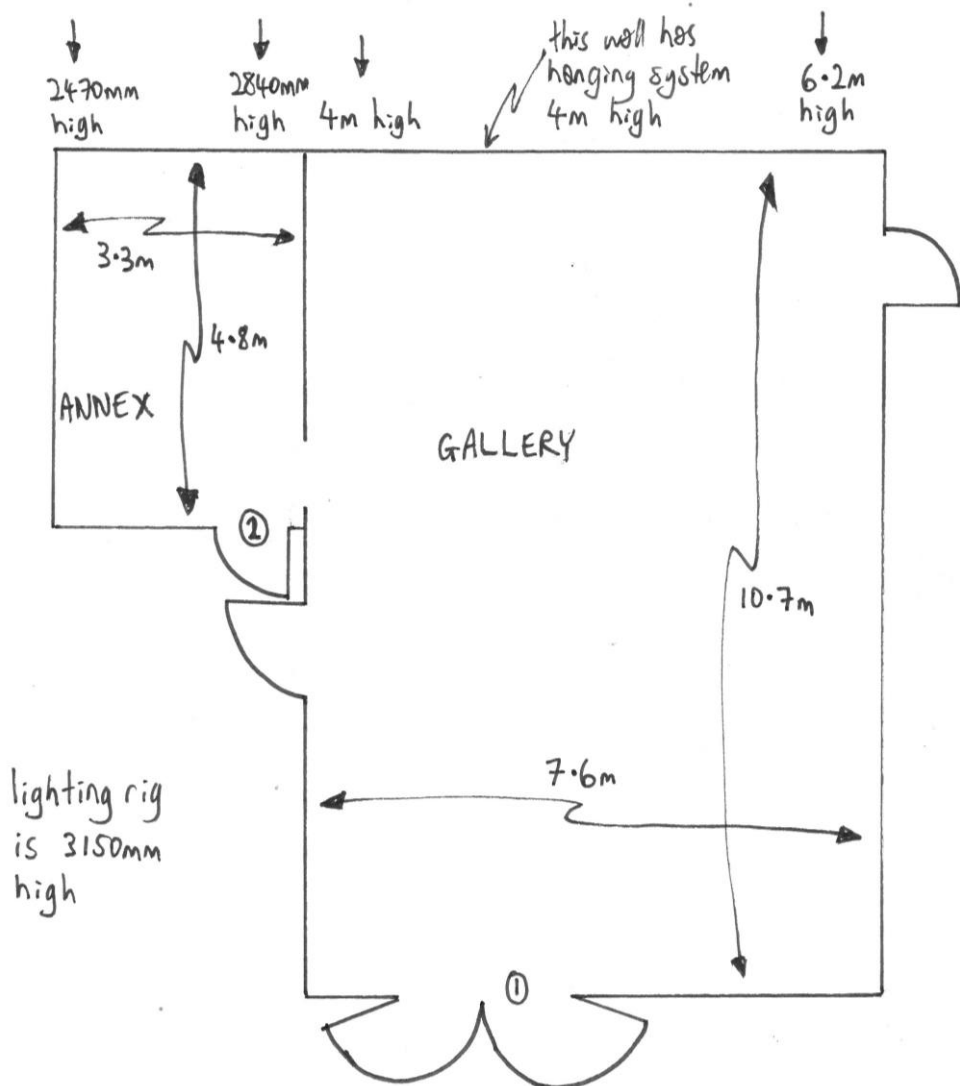 2470mm
high
2840mm
high
4m high
this wall has
hanging system
4m high
6.2m
high
3.3m
4.8m
ANNEX
GALLERY
②
10.7m
7.6m
lighting rig
is 3150mm
high
①